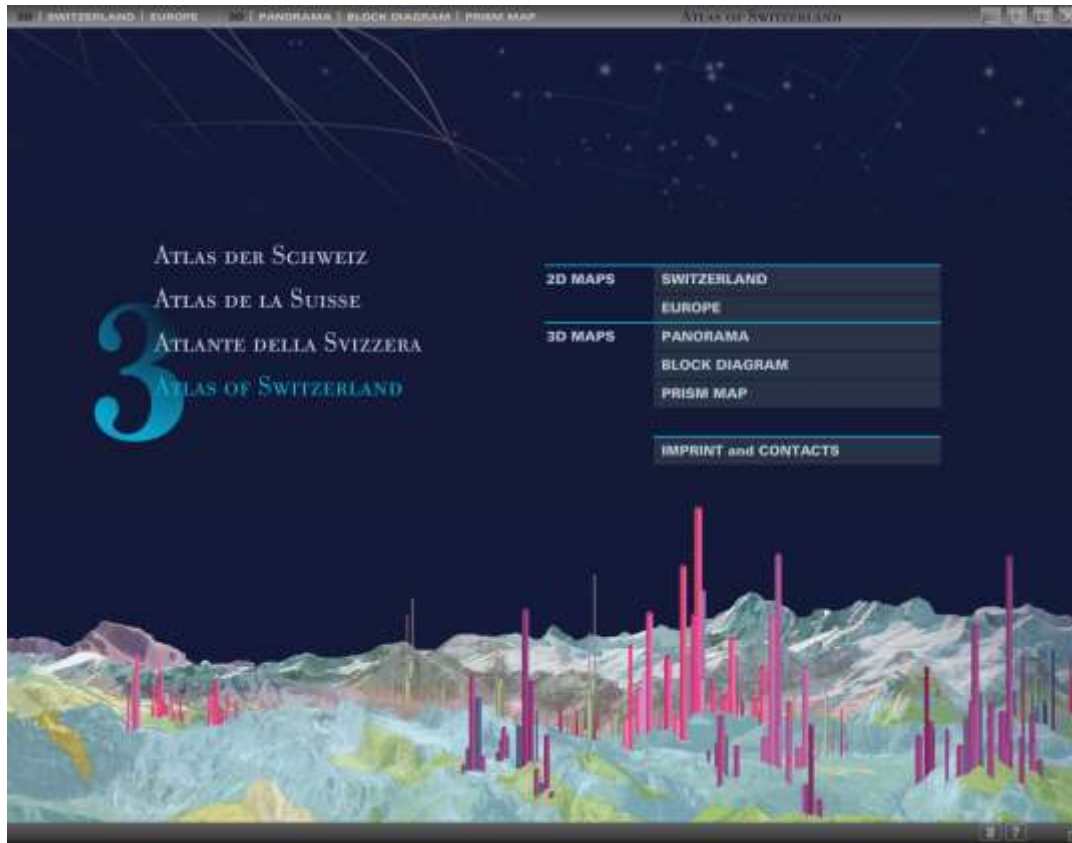 2D | SWITZERLAND | EUROPE 3D | PANORAMA | BLOCK DIAGRAM | PRISM MAP ATLAS OF SWITZERLAND
3
ATLAS DER SCHWEIZ
ATLAS DE LA SUISSE
ATLANTE DELLA SVIZZERA
ATLAS OF SWITZERLAND
2D MAPS SWITZERLAND
EUROPE
3D MAPS PANORAMA
BLOCK DIAGRAM
PRISM MAP
IMPRINT and CONTACTS
?